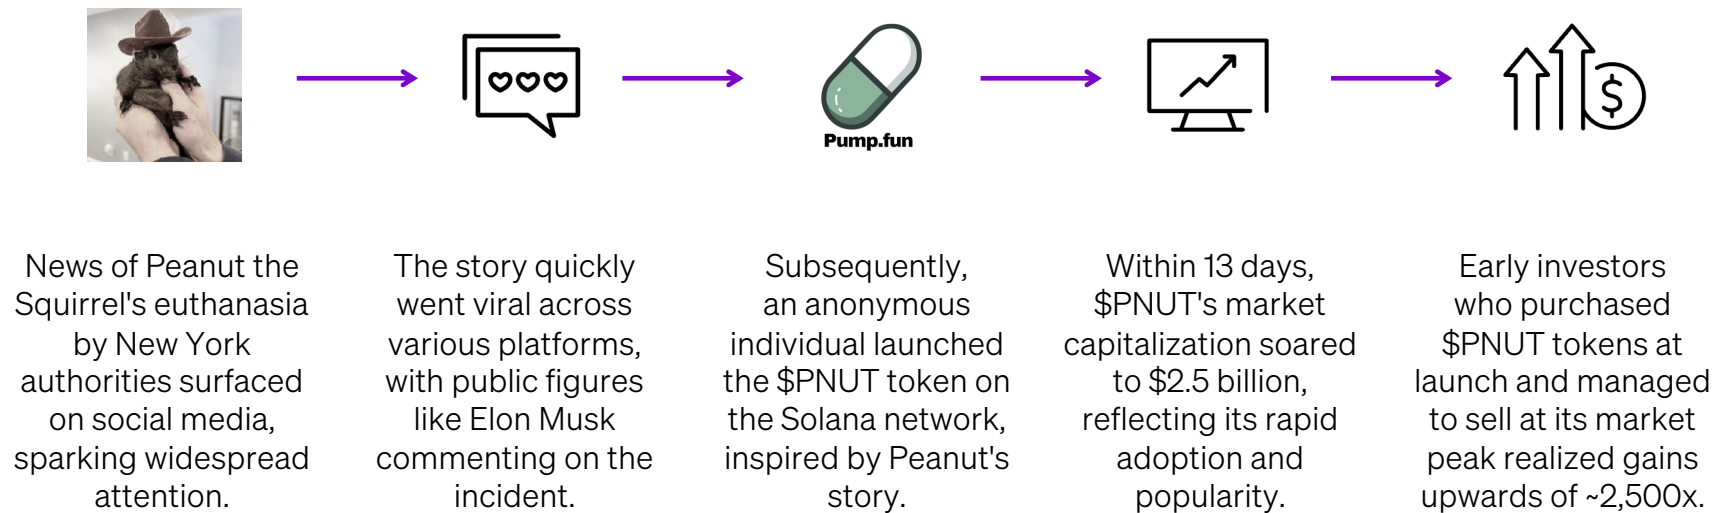 Pump.fun
News of Peanut the
Squirrel's euthanasia
by New York
authorities surfaced
on social media,
sparking widespread
attention.
The story quickly
went viral across
various platforms,
with public figures
like Elon Musk
commenting on the
incident.
Subsequently,
an anonymous
individual launched
the $PNUT token on
the Solana network,
inspired by Peanut's
story.
Within 13 days,
$PNUT's market
capitalization soared
to $2.5 billion,
reflecting its rapid
adoption and
popularity.
Early investors
who purchased
$PNUT tokens at
launch and managed
to sell at its market
peak realized gains
upwards of ~2,500x.